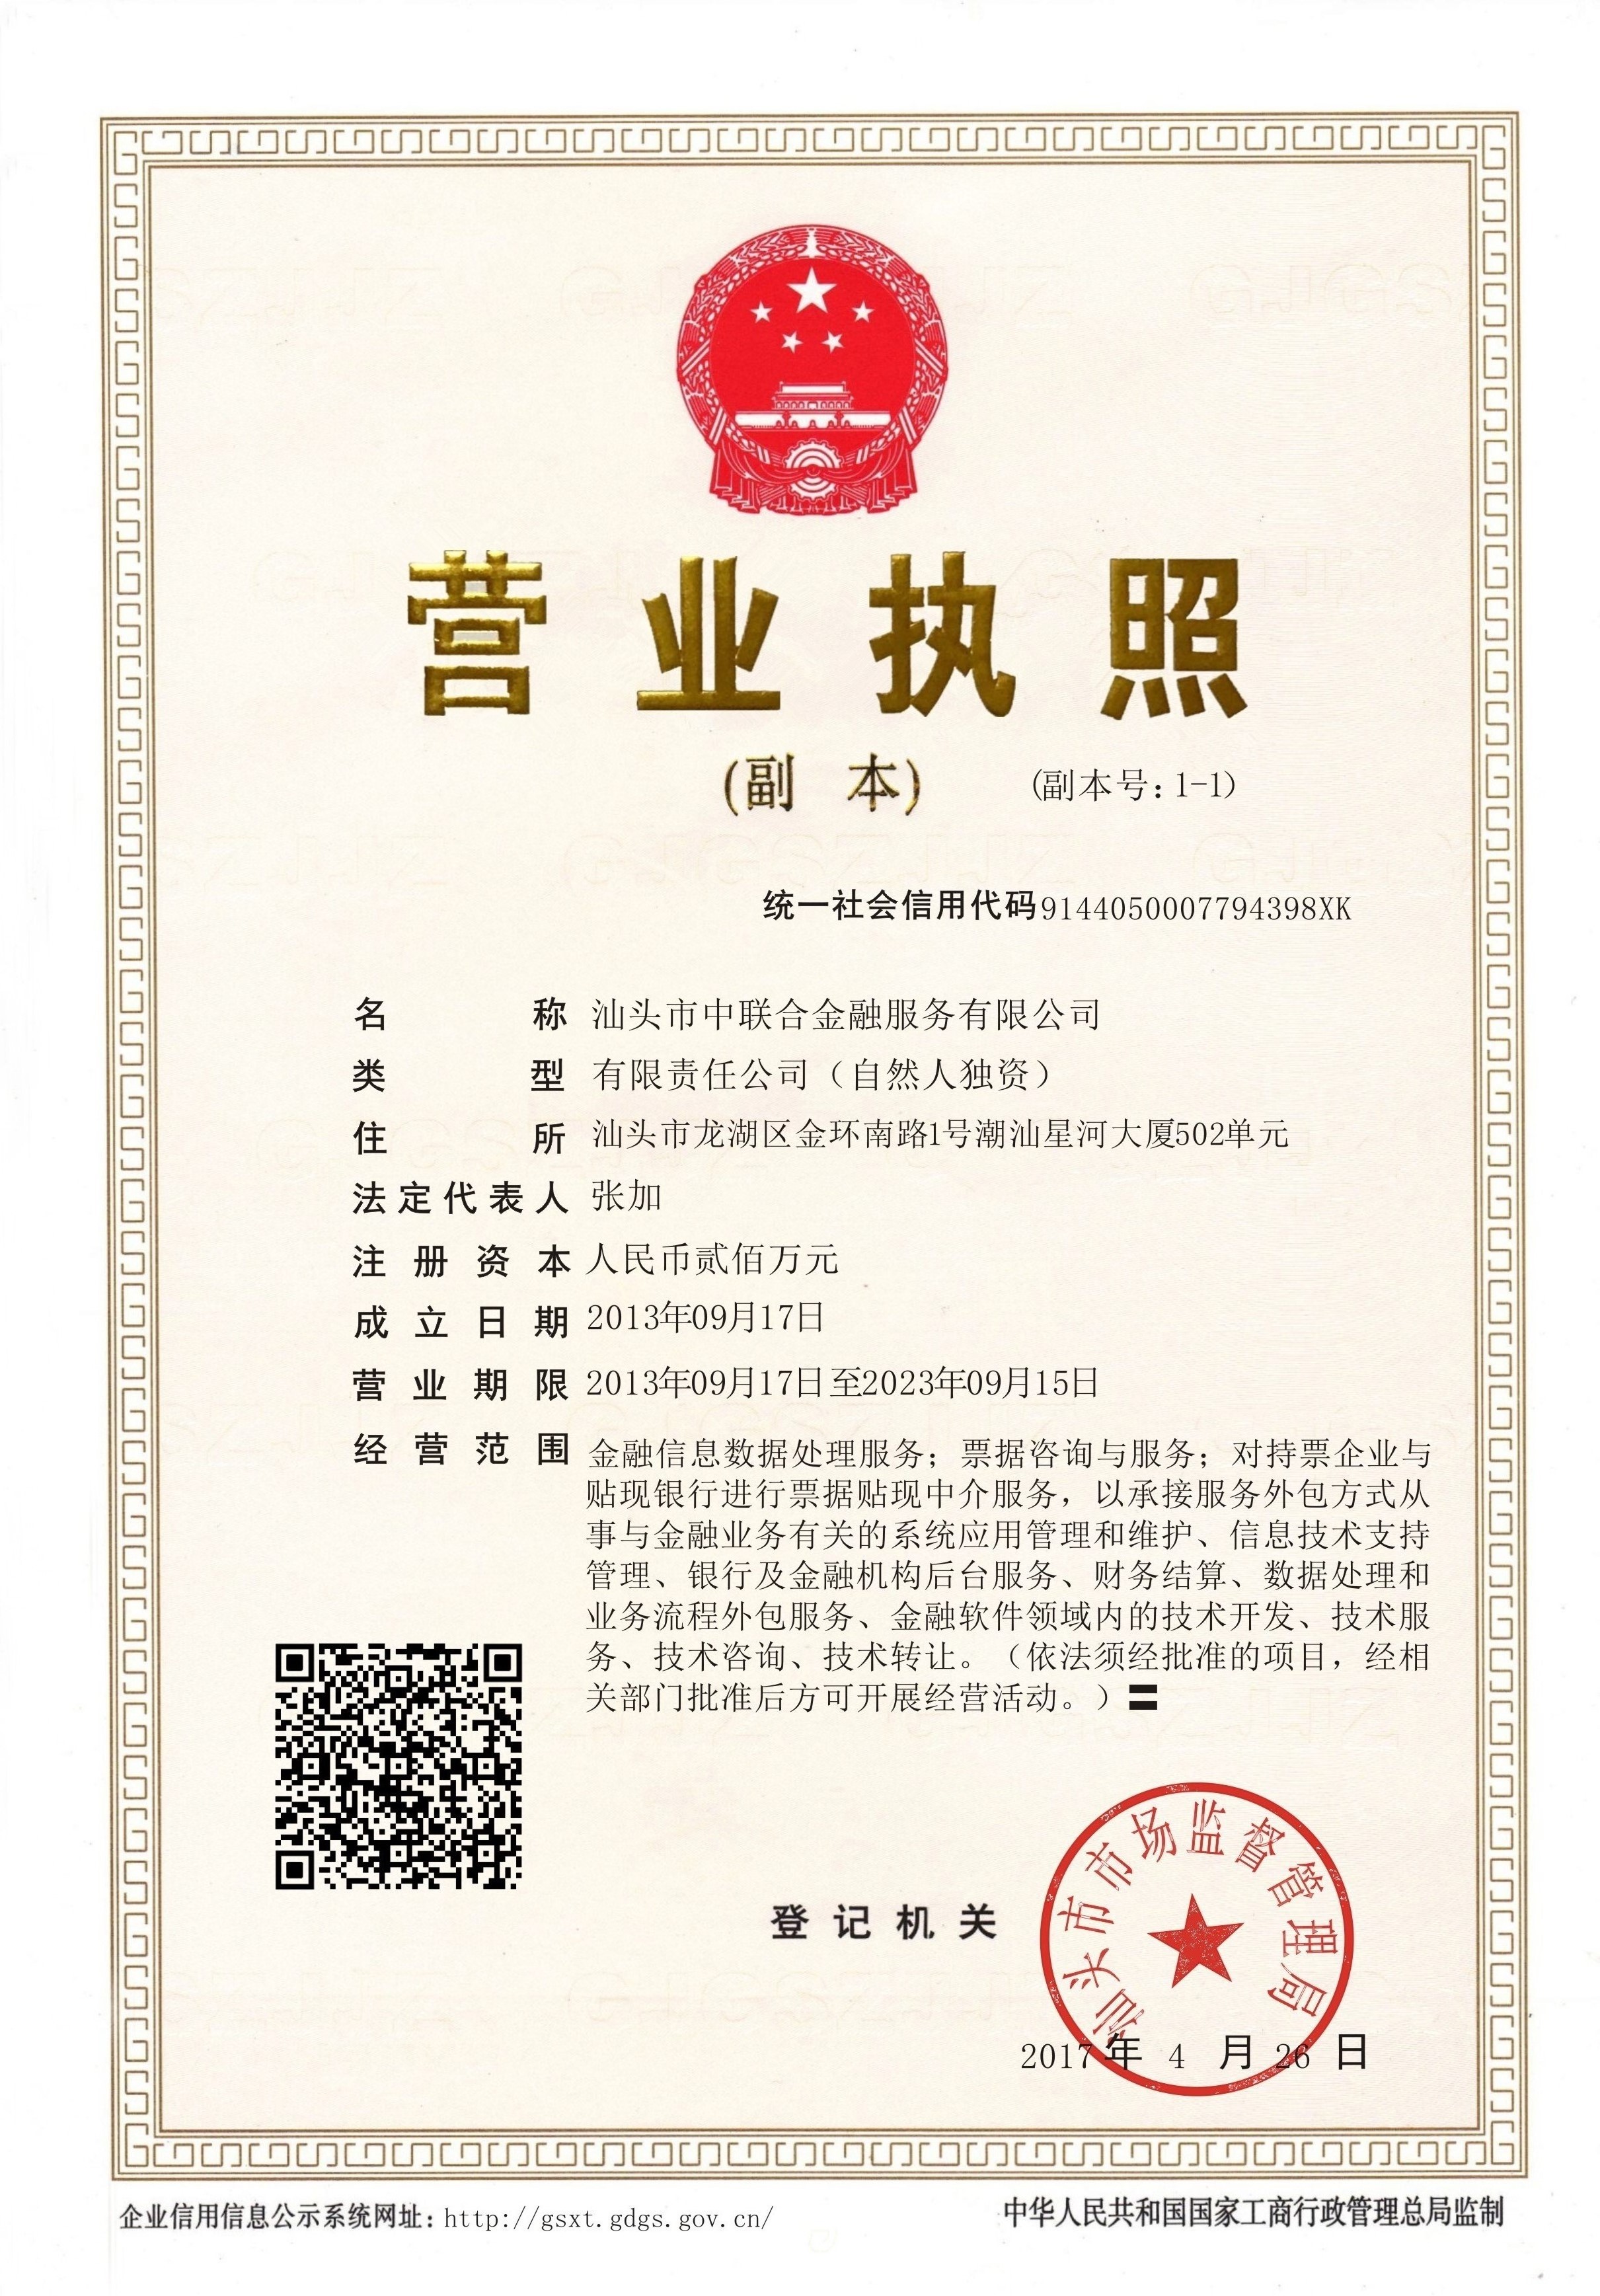 营业执照
(副 本) (副本号:1-1)
统一社会信用代码9144050007794398XK
名称 汕头市中联合金融服务有限公司
类型 有限责任公司（自然人独资）
住所 汕头市龙湖区金环南路1号潮汕星河大厦502单元
法定代表人 张加
注册资本 人民币贰佰万元
成立日期 2013年09月17日
营业期限 2013年09月17日至2023年09月15日
经营范围 金融信息数据处理服务；票据咨询与服务；对持票企业与
贴现银行进行票据贴现中介服务，以承接服务外包方式从
事与金融业务有关的系统应用管理和维护、信息技术支持
管理、银行及金融机构后台服务、财务结算、数据处理和
业务流程外包服务、金融软件领域内的技术开发、技术服
务、技术咨询、技术转让。（依法须经批准的项目，经相
关部门批准后方可开展经营活动。）〓
登记机关
汕头市市场监督管理局
2017年 4 月 26 日
企业信用信息公示系统网址：http://gsxt.gdgs.gov.cn/
中华人民共和国国家工商行政管理总局监制